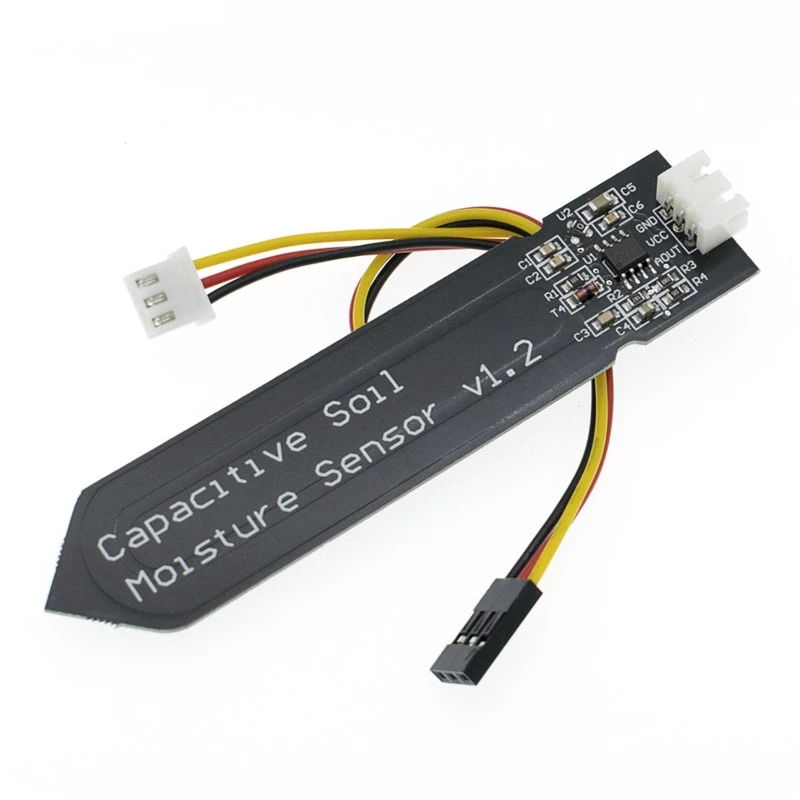 Capacitive Soil
Moisture Sensor v1.2
U2
C5
C6
GND
VCC
AOUT
C1
C2
U1
R1
R2
R3
R4
T4
C3
C4